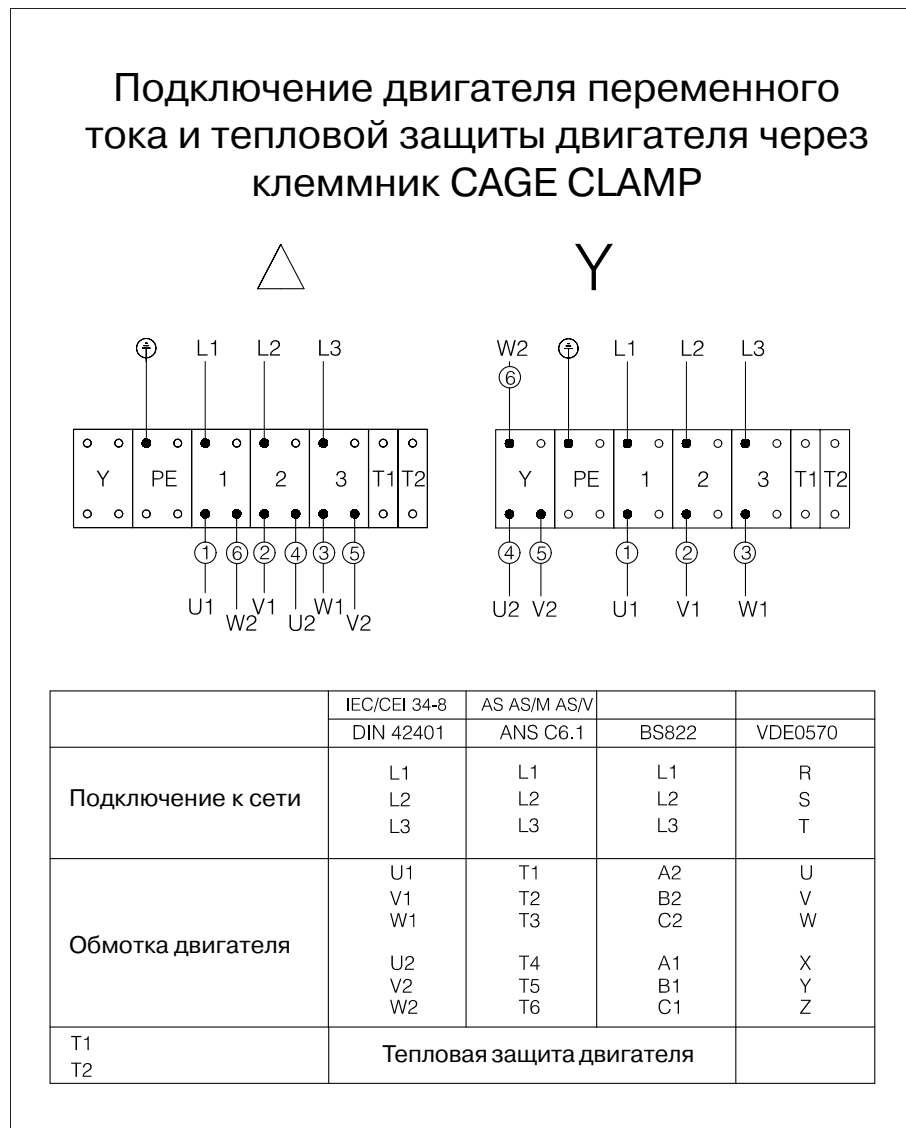 Подключение двигателя переменного
тока и тепловой защиты двигателя через
клеммник CAGE CLAMP
△ Y
L1 L2 L3
Y PE 1 2 3 T1 T2
① ⑥ ② ④ ③ ⑤
U1 W2 V1 U2 W1 V2
W2 L1 L2 L3
⑥
Y PE 1 2 3 T1 T2
④ ⑤ ① ② ③
U2 V2 U1 V1 W1
IEC/CEI 34-8 AS AS/M AS/V
DIN 42401 ANS C6.1 BS822 VDE0570
Подключение к сети
L1 L1 L1 R
L2 L2 L2 S
L3 L3 L3 T
Обмотка двигателя
U1 T1 A2 U
V1 T2 B2 V
W1 T3 C2 W
U2 T4 A1 X
V2 T5 B1 Y
W2 T6 C1 Z
T1
T2
Тепловая защита двигателя